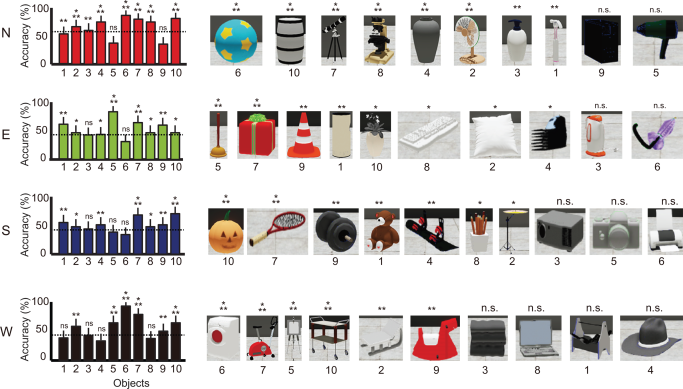 N
Accuracy (%)
100
50
0
** * ** ** * ** ns * ** * ** * ** ns * **
1 2 3 4 5 6 7 8 9 10
* * * * * *
** ** ** ** ** ** ** ** n.s. n.s.
6 10 7 8 4 2 3 1 9 5
E
Accuracy (%)
100
50
0
** * ns * * ** ns * ** * ** *
1 2 3 4 5 6 7 8 9 10
* *
** ** ** ** * * * * n.s. n.s.
5 7 9 1 10 8 2 4 3 6
S
Accuracy (%)
100
50
0
** * ns ** ns ns * ** * ** * **
1 2 3 4 5 6 7 8 9 10
* *
** ** ** ** ** * * n.s. n.s. n.s.
10 7 9 1 4 8 2 3 5 6
W
Accuracy (%)
100
50
0
ns ** ns ns * ** * ** * ** ns ** * **
1 2 3 4 5 6 7 8 9 10
Objects
* * * *
** ** ** ** ** ** n.s. n.s. n.s. n.s.
6 7 5 10 2 9 3 8 1 4